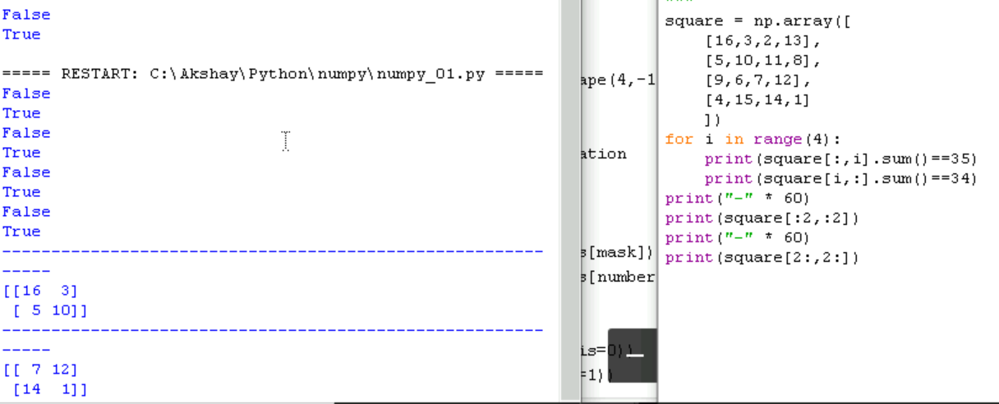 False
True
===== RESTART: C:\Akshay\Python\numpy\numpy_01.py =====
False
True
False
True
False
True
False
True
-------------------------------------------------------
-----
[[16  3]
 [ 5 10]]
-------------------------------------------------------
-----
[[ 7 12]
 [14  1]]
ape(4,-1
ation
s[mask])
s[number
is=0))
=1))
"""
square = np.array([
    [16,3,2,13],
    [5,10,11,8],
    [9,6,7,12],
    [4,15,14,1]
    ])
for i in range(4):
    print(square[:,i].sum()==35)
    print(square[i,:].sum()==34)
print("-" * 60)
print(square[:2,:2])
print("-" * 60)
print(square[2:,2:])